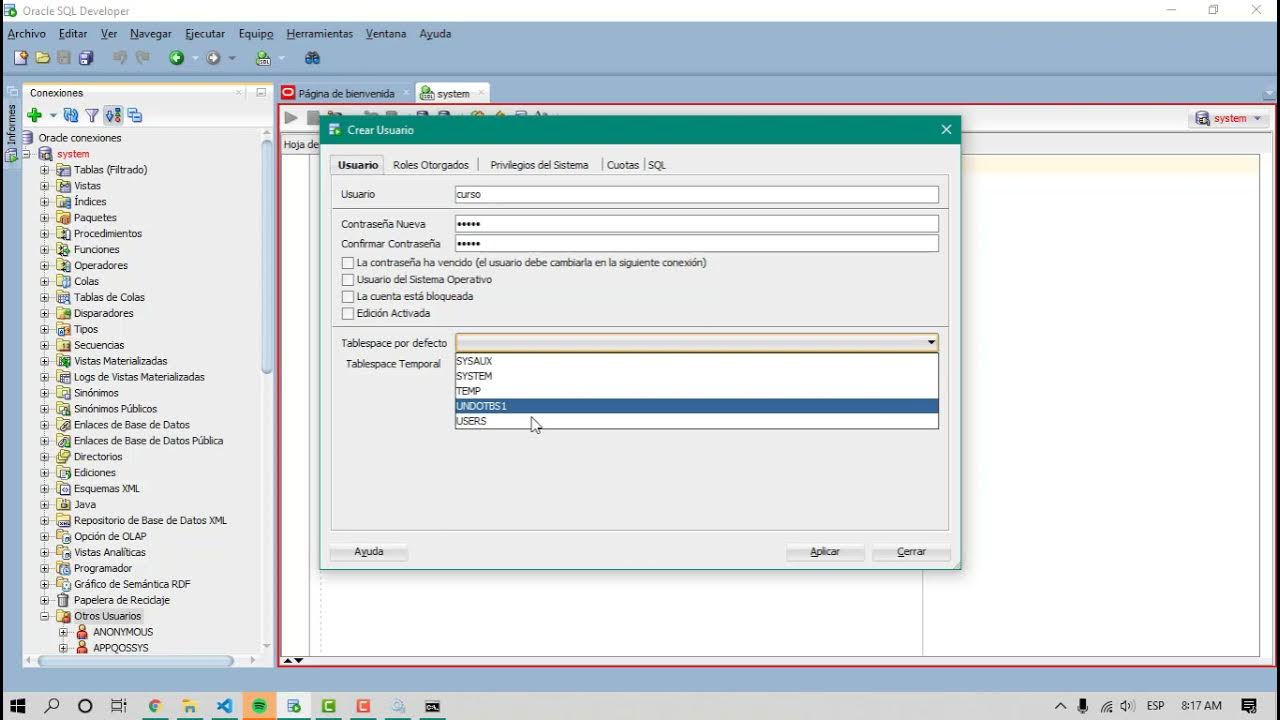 Oracle SQL Developer
Archivo Editar Ver Navegar Ejecutar Equipo Herramientas Ventana Ayuda
Conexiones
Página de bienvenida
system
Informes
Oracle conexiones
system
Tablas (Filtrado)
Vistas
Índices
Paquetes
Procedimientos
Funciones
Operadores
Colas
Tablas de Colas
Disparadores
Tipos
Secuencias
Vistas Materializadas
Logs de Vistas Materializadas
Sinónimos
Sinónimos Públicos
Enlaces de Base de Datos
Enlaces de Base de Datos Pública
Directorios
Ediciones
Esquemas XML
Java
Repositorio de Base de Datos XML
Opción de OLAP
Vistas Analíticas
Programador
Gráfico de Semántica RDF
Papelera de Reciclaje
Otros Usuarios
ANONYMOUS
APPQOSSYS
system
Hoja de
Crear Usuario
Usuario Roles Otorgados Privilegios del Sistema Cuotas SQL
Usuario curso
Contraseña Nueva •••••
Confirmar Contraseña •••••
La contraseña ha vencido (el usuario debe cambiarla en la siguiente conexión)
Usuario del Sistema Operativo
La cuenta está bloqueada
Edición Activada
Tablespace por defecto
Tablespace Temporal
SYSAUX
SYSTEM
TEMP
UNDOTBS1
USERS
Ayuda Aplicar Cerrar
ESP 8:17 AM